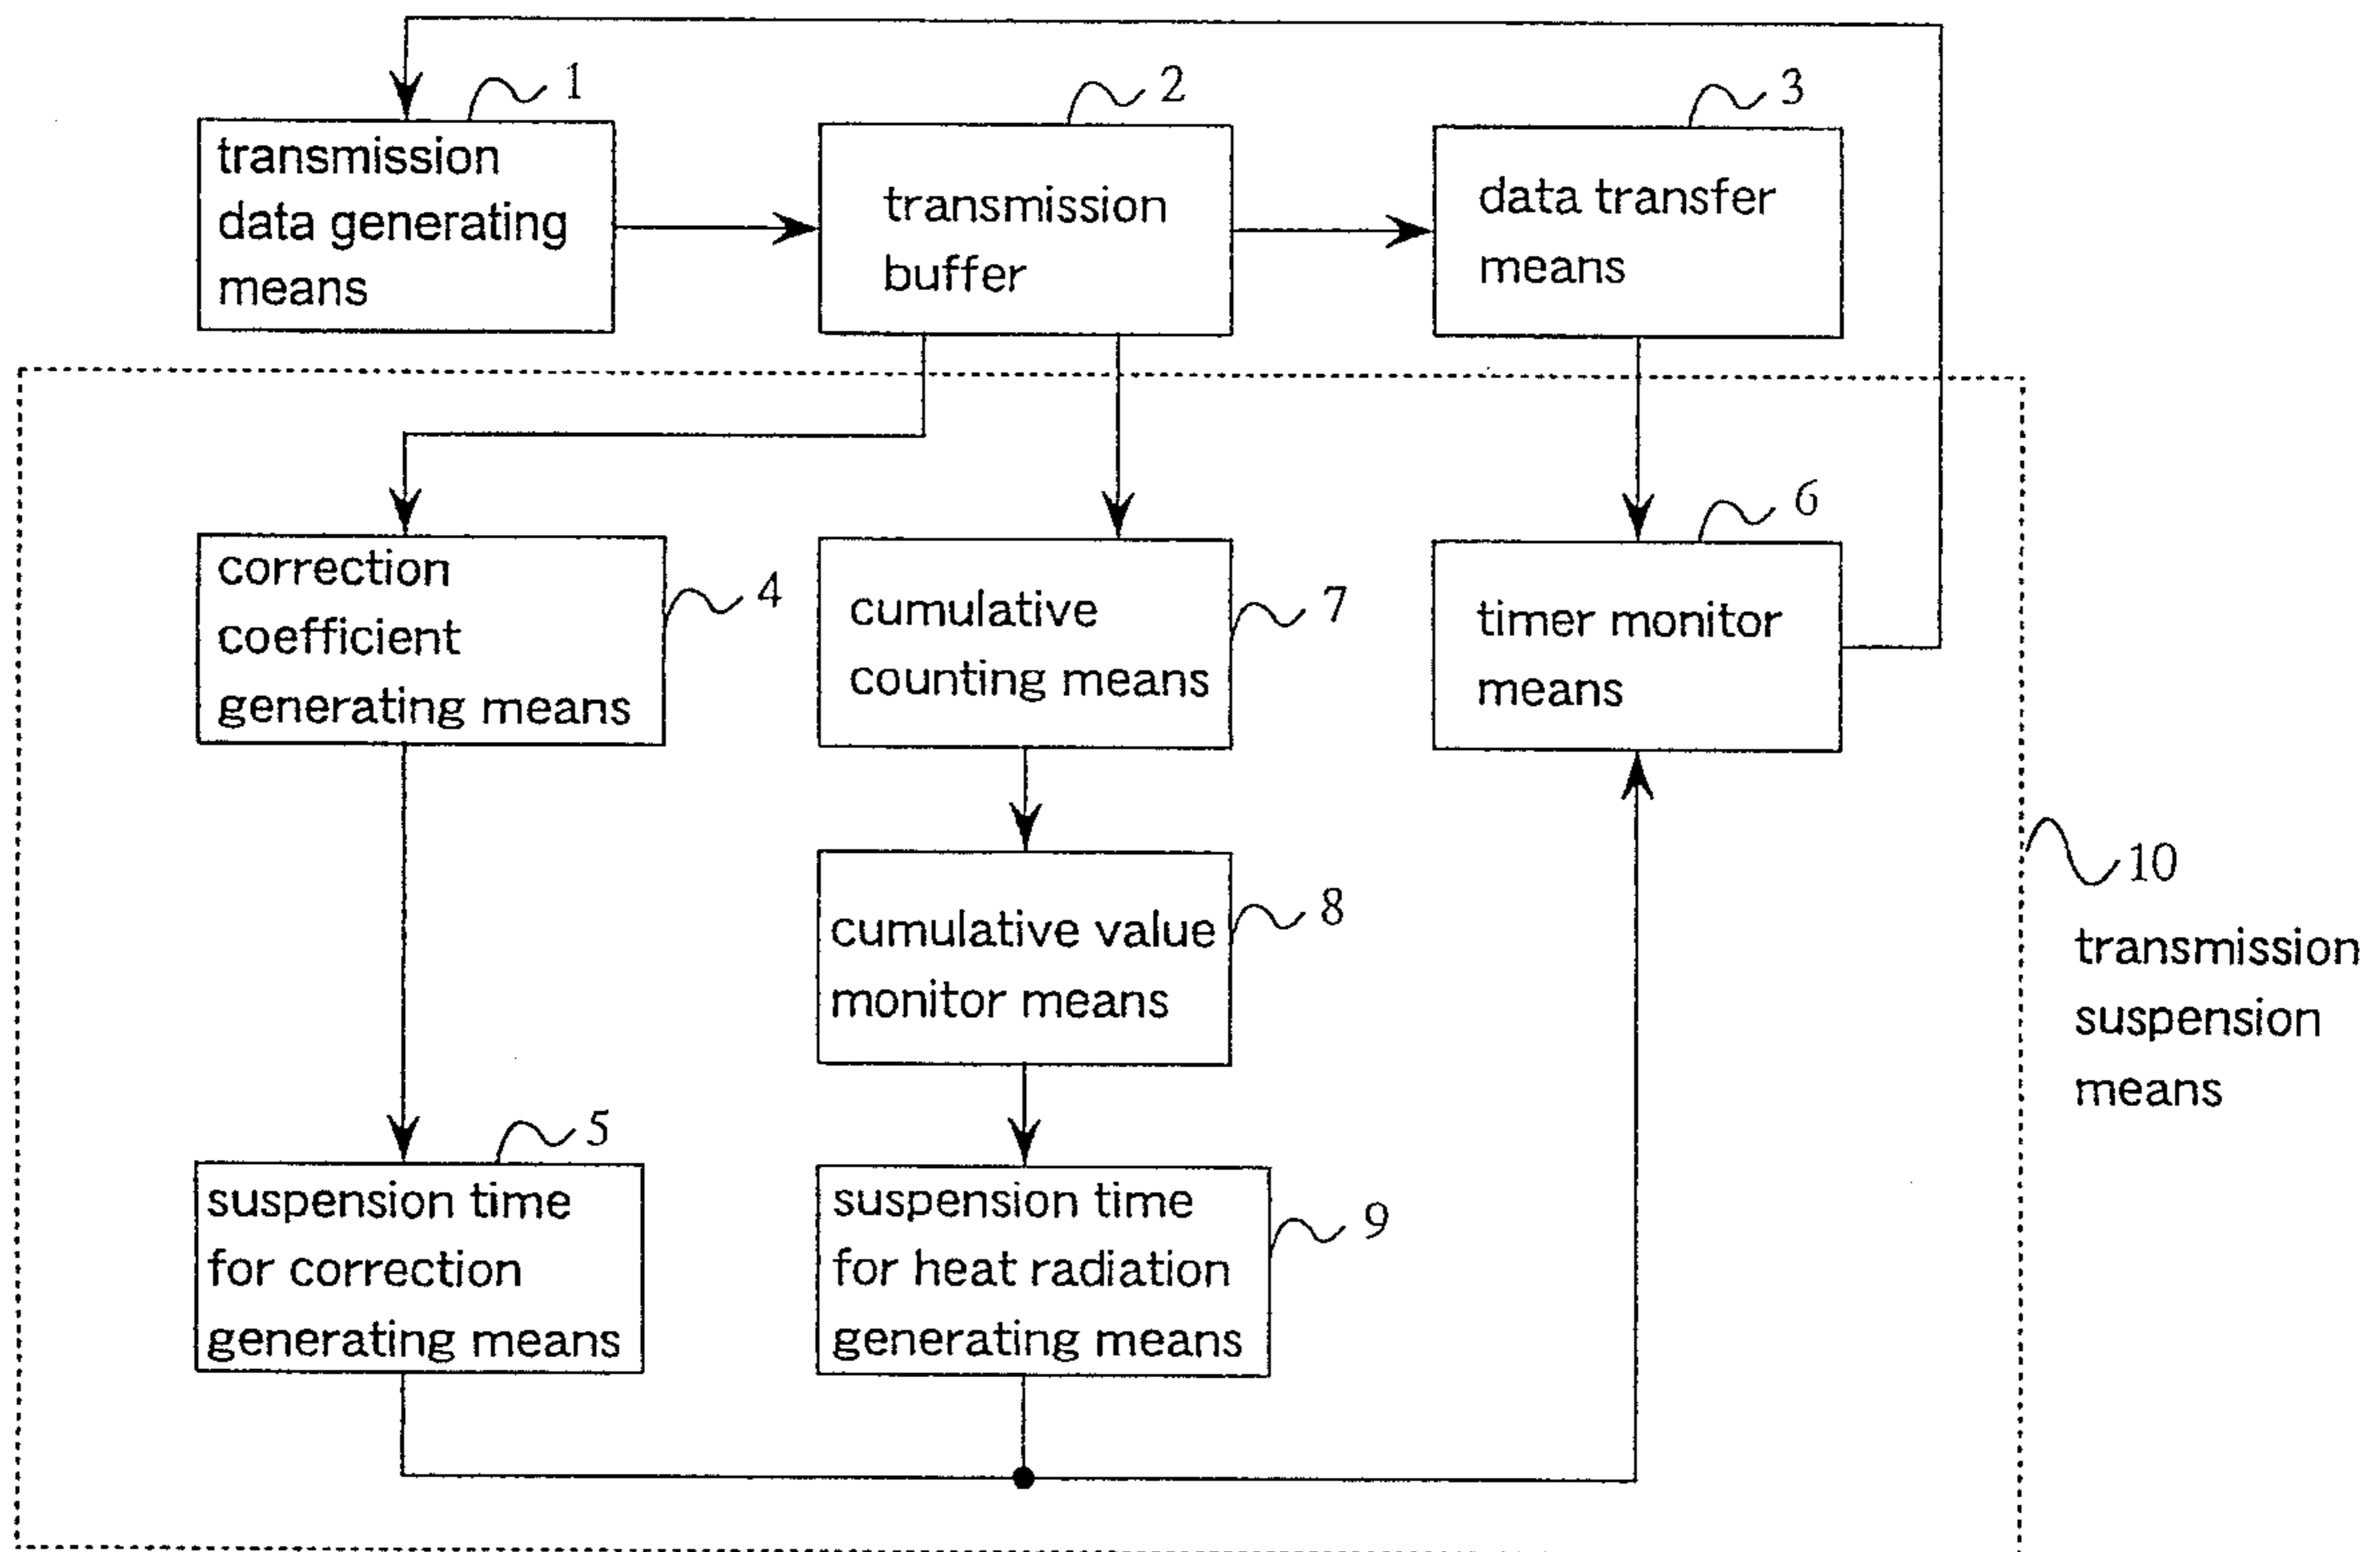 1
2
3
transmission
data generating
means
transmission
buffer
data transfer
means
correction
coefficient
generating means
4
cumulative
counting means
7
6
timer monitor
means
cumulative value
monitor means
8
10
transmission
suspension
means
5
suspension time
for correction
generating means
suspension time
for heat radiation
generating means
9